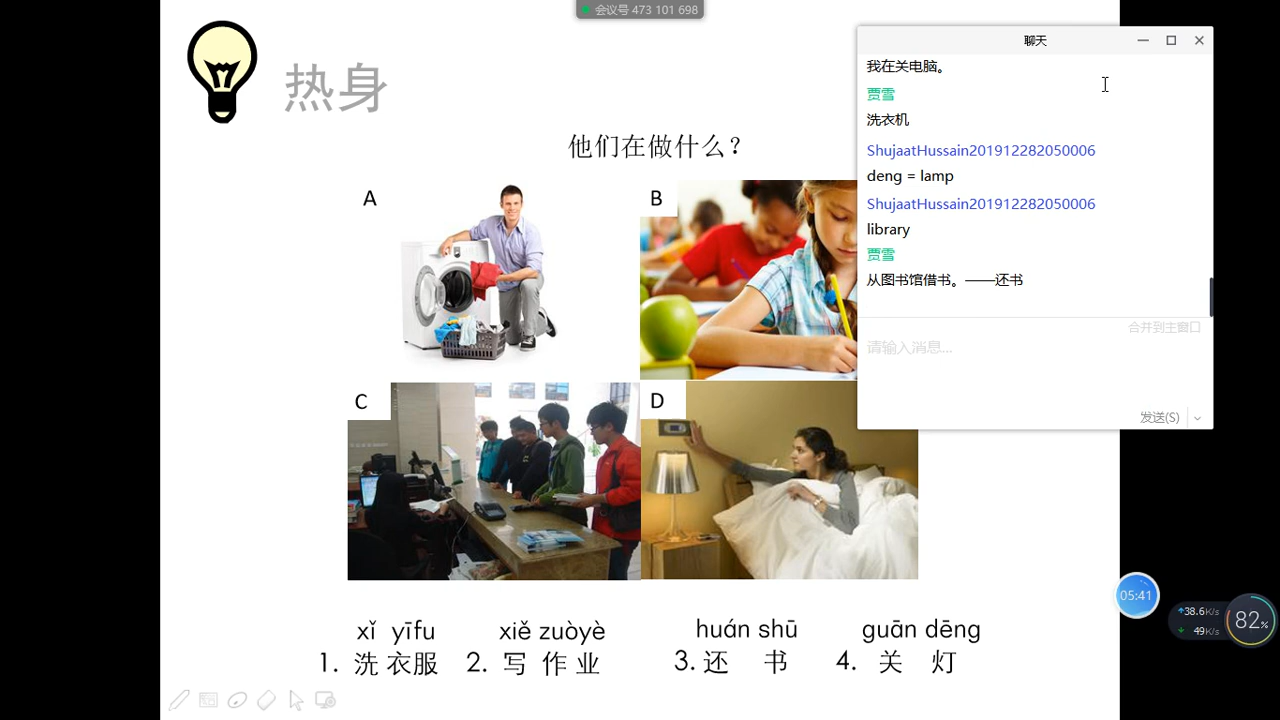 会议号 473 101 698
热身
他们在做什么？
A
B
C
D
xǐ yīfu
xiě zuòyè
huán shū
guān dēng
1. 洗 衣服
2. 写 作 业
3. 还 书
4. 关 灯
聊天
我在关电脑。
贾雪
洗衣机
ShujaatHussain201912282050006
deng = lamp
ShujaatHussain201912282050006
library
贾雪
从图书馆借书。——还书
合并到主窗口
请输入消息...
发送(S)
05:41
38.6K/s
49K/s
82%